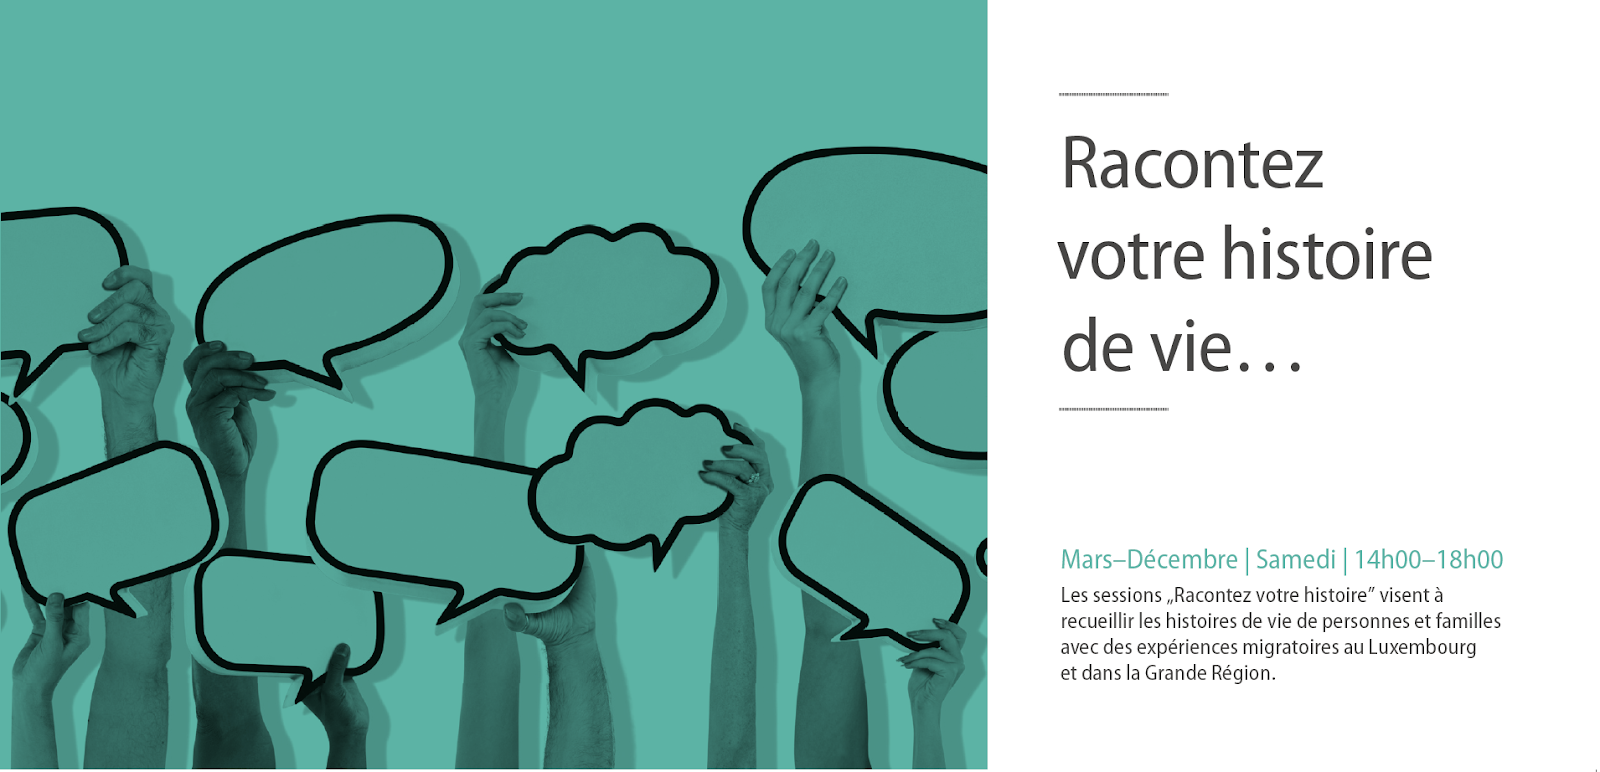 Racontez
votre histoire
de vie…
Mars–Décembre | Samedi | 14h00–18h00
Les sessions „Racontez votre histoire” visent à
recueillir les histoires de vie de personnes et familles
avec des expériences migratoires au Luxembourg
et dans la Grande Région.